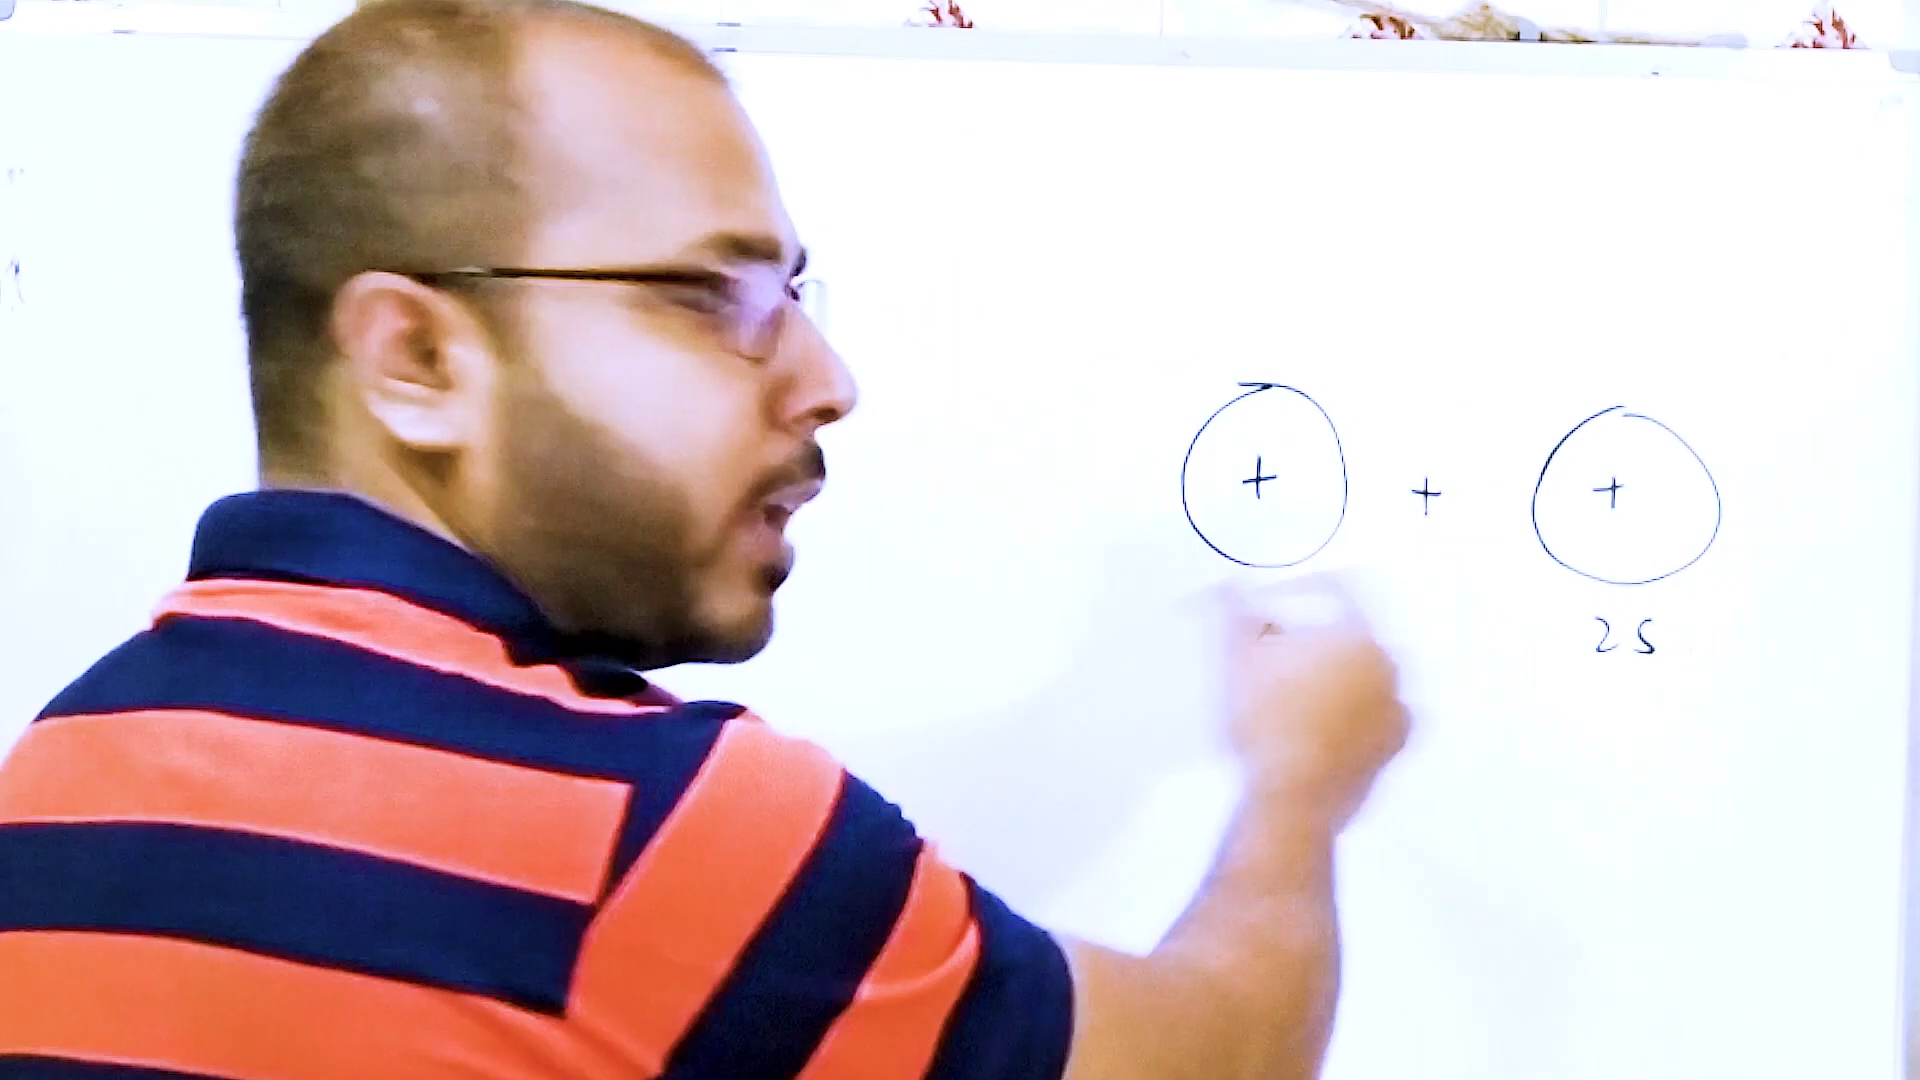 + + +
2s